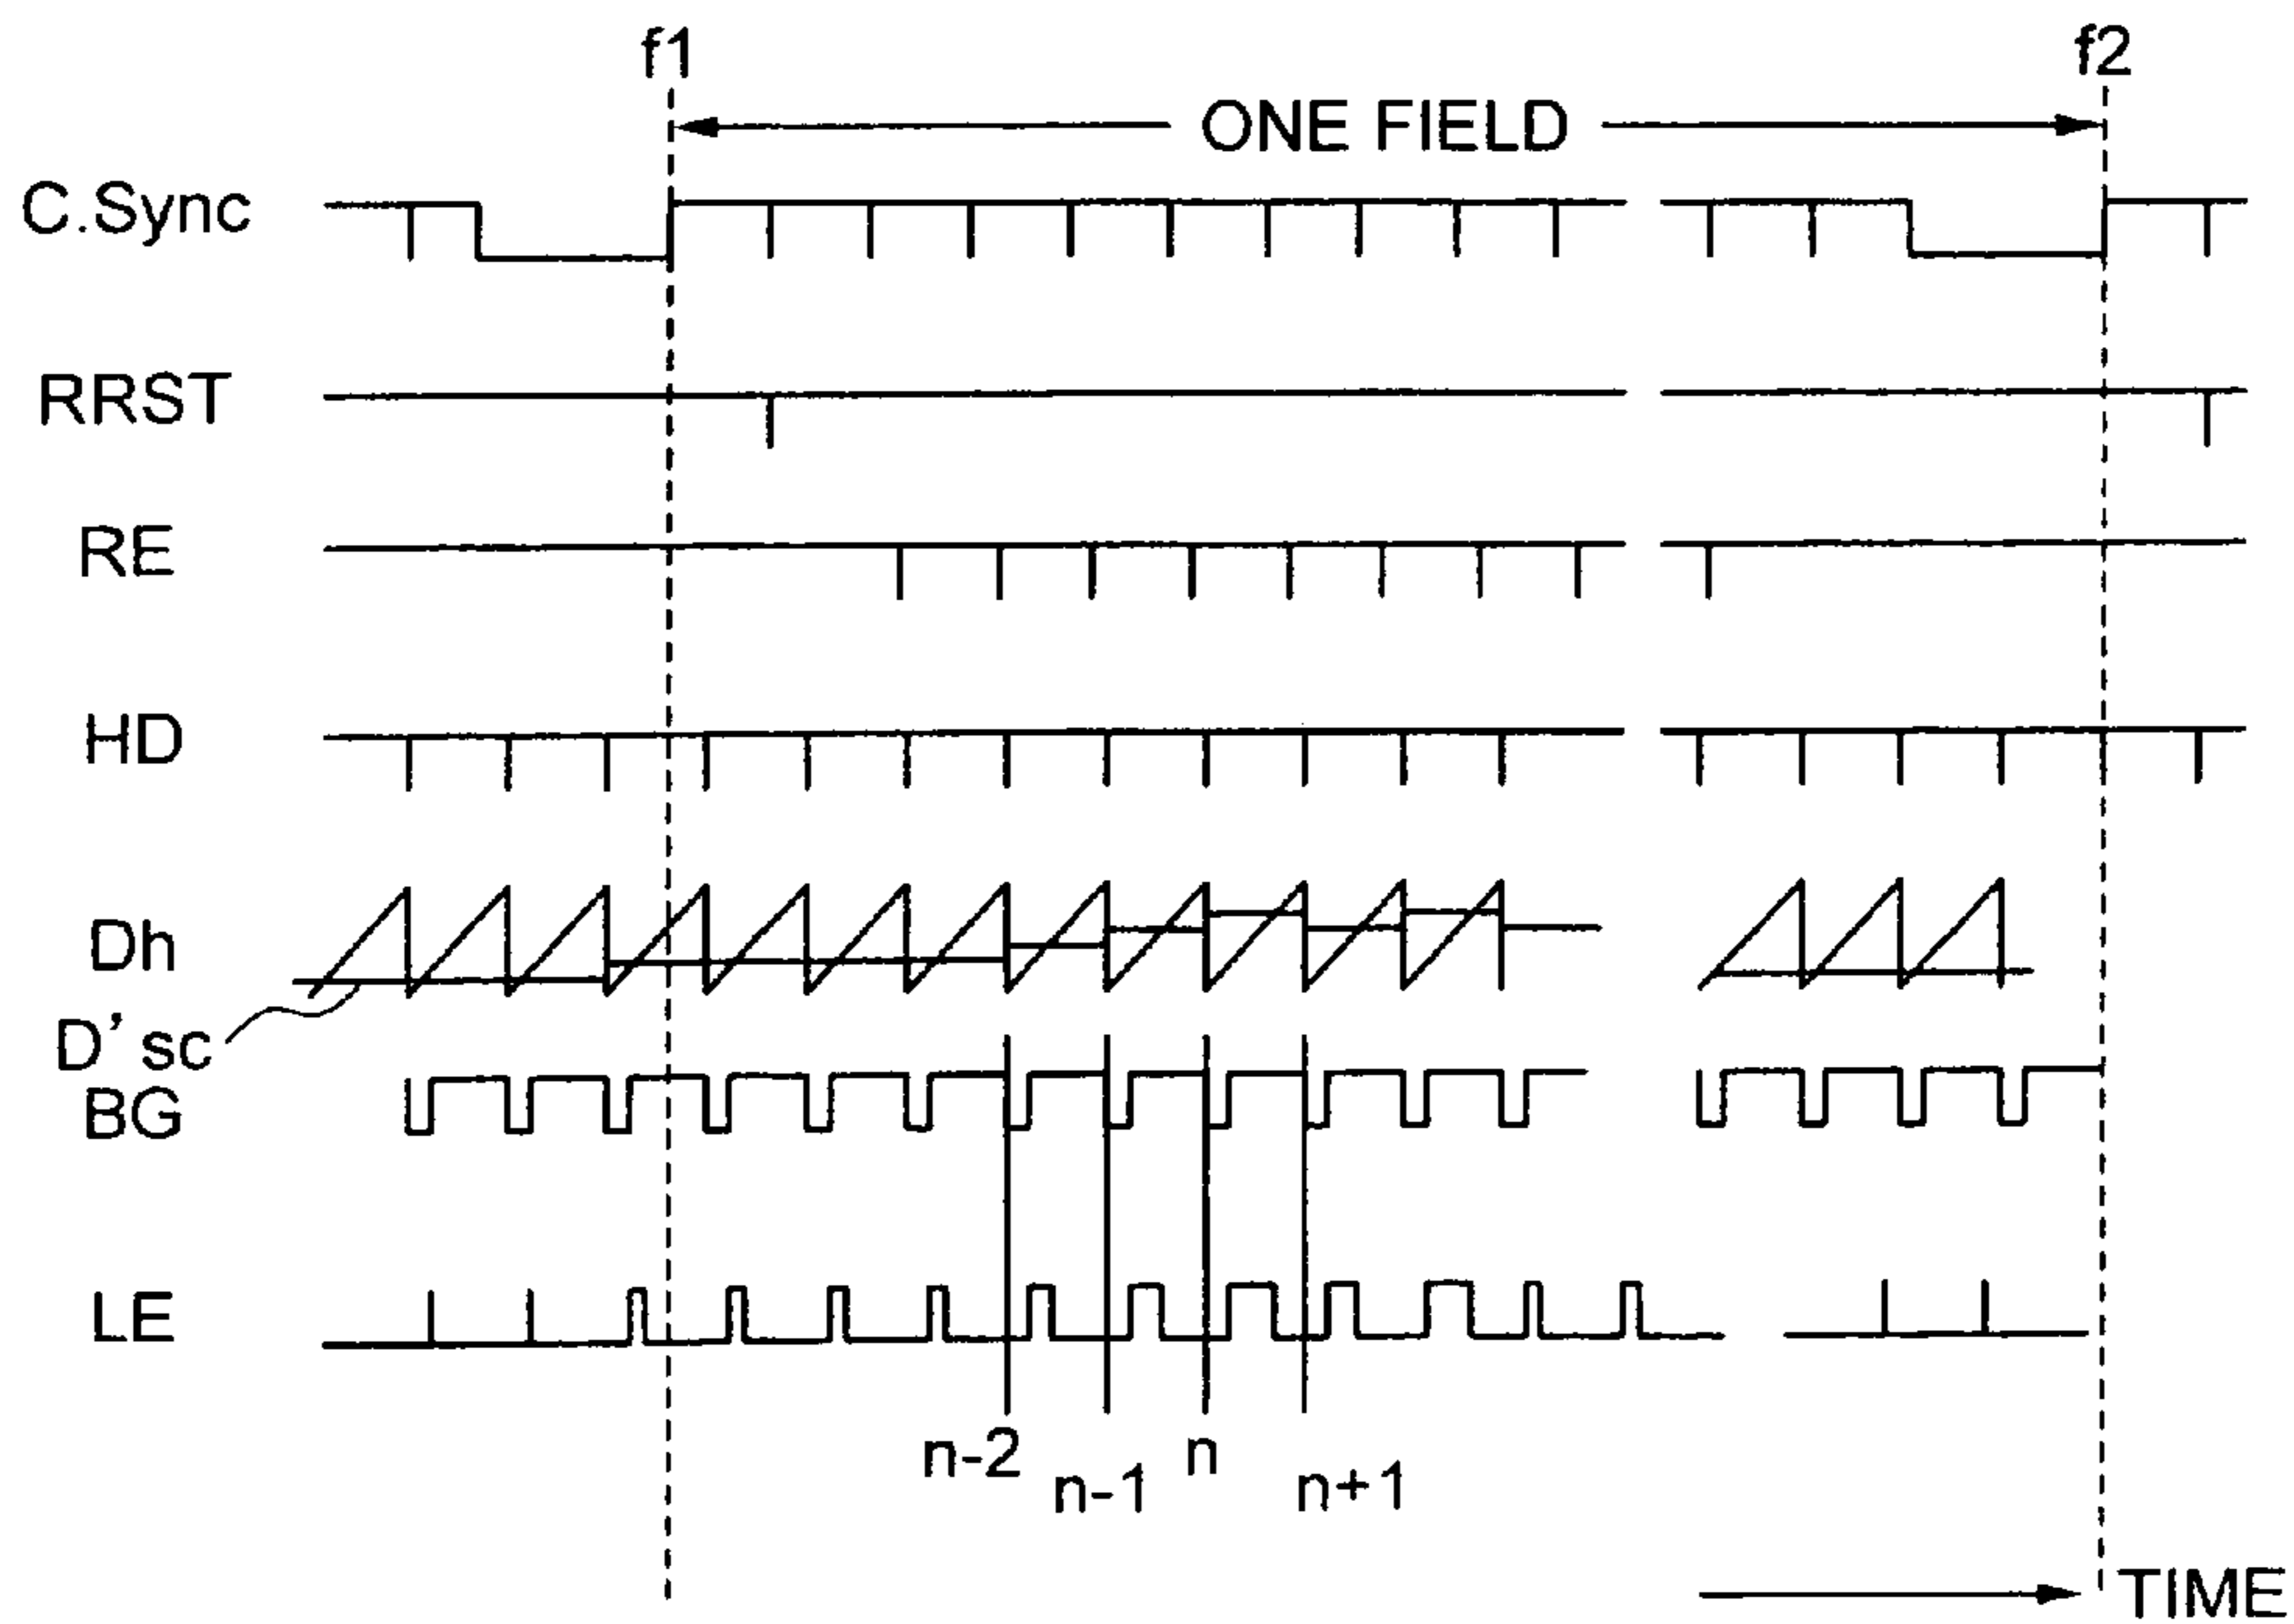 f1
f2
ONE FIELD
C.Sync
RRST
RE
HD
Dh
D' sc
BG
LE
n-2
n-1
n
n+1
TIME